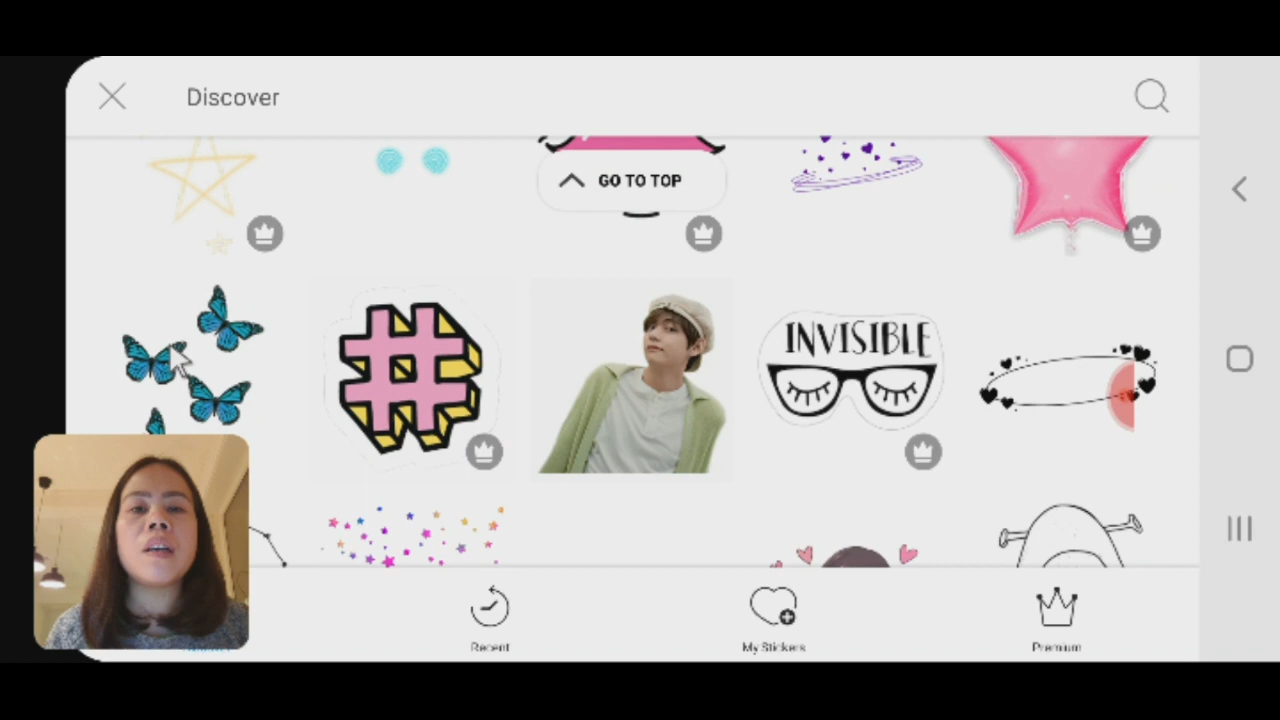 Discover
GO TO TOP
INVISIBLE
Recent
My Stickers
Premium